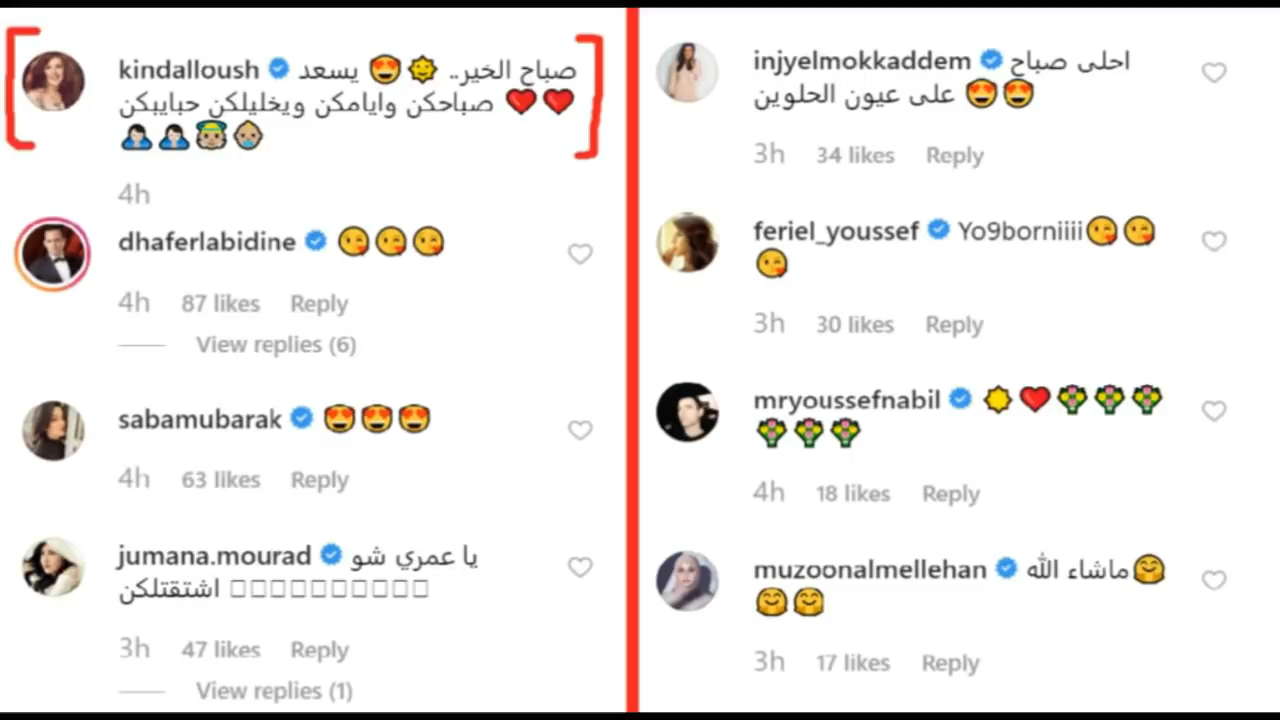 kindalloush صباح الخير.. 🌞 😍 يسعد
صباحكن وايامكن ويخليلكن حبايبكن ❤️ ❤️
🙇🏻‍♂️ 🙇🏻‍♂️ 👼🏼 👶🏼
4h
dhaferlabidine 😘😘😘
4h 87 likes Reply
View replies (6)
sabamubarak 😍😍😍
4h 63 likes Reply
jumana.mourad يا عمري شو
اشتقتلكن □□□□□□□□□□
3h 47 likes Reply
View replies (1)
injyelmokkaddem احلى صباح
على عيون الحلوين 😍😍
3h 34 likes Reply
feriel_youssef Yo9borniiii😘😘
😘
3h 30 likes Reply
mryoussefnabil ☀️❤️💐💐💐
💐💐💐
4h 18 likes Reply
muzoonalmellehan ماشاء الله🤗
🤗🤗
3h 17 likes Reply